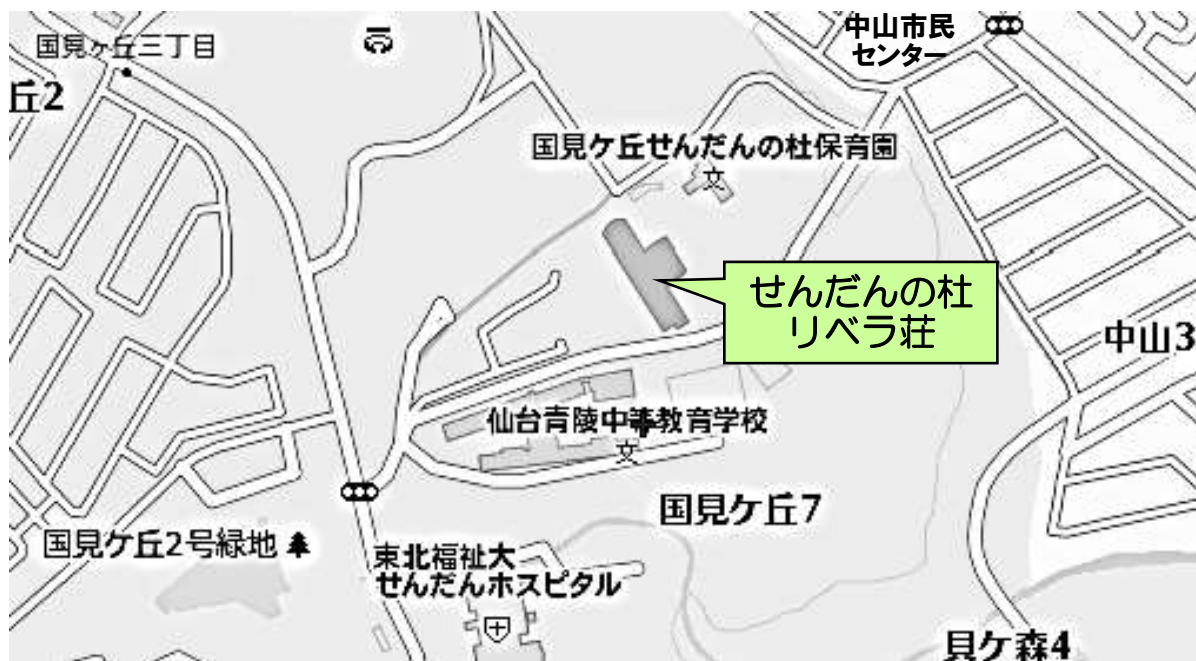 中山市民
センター
国見ヶ丘三丁目
丘2
国見ケ丘せんだんの杜保育園
文
せんだんの杜
リベラ荘
中山3
仙台青陵中等教育学校
文
国見ケ丘7
国見ケ丘2号緑地
東北福祉大
せんだんホスピタル
貝ケ森4